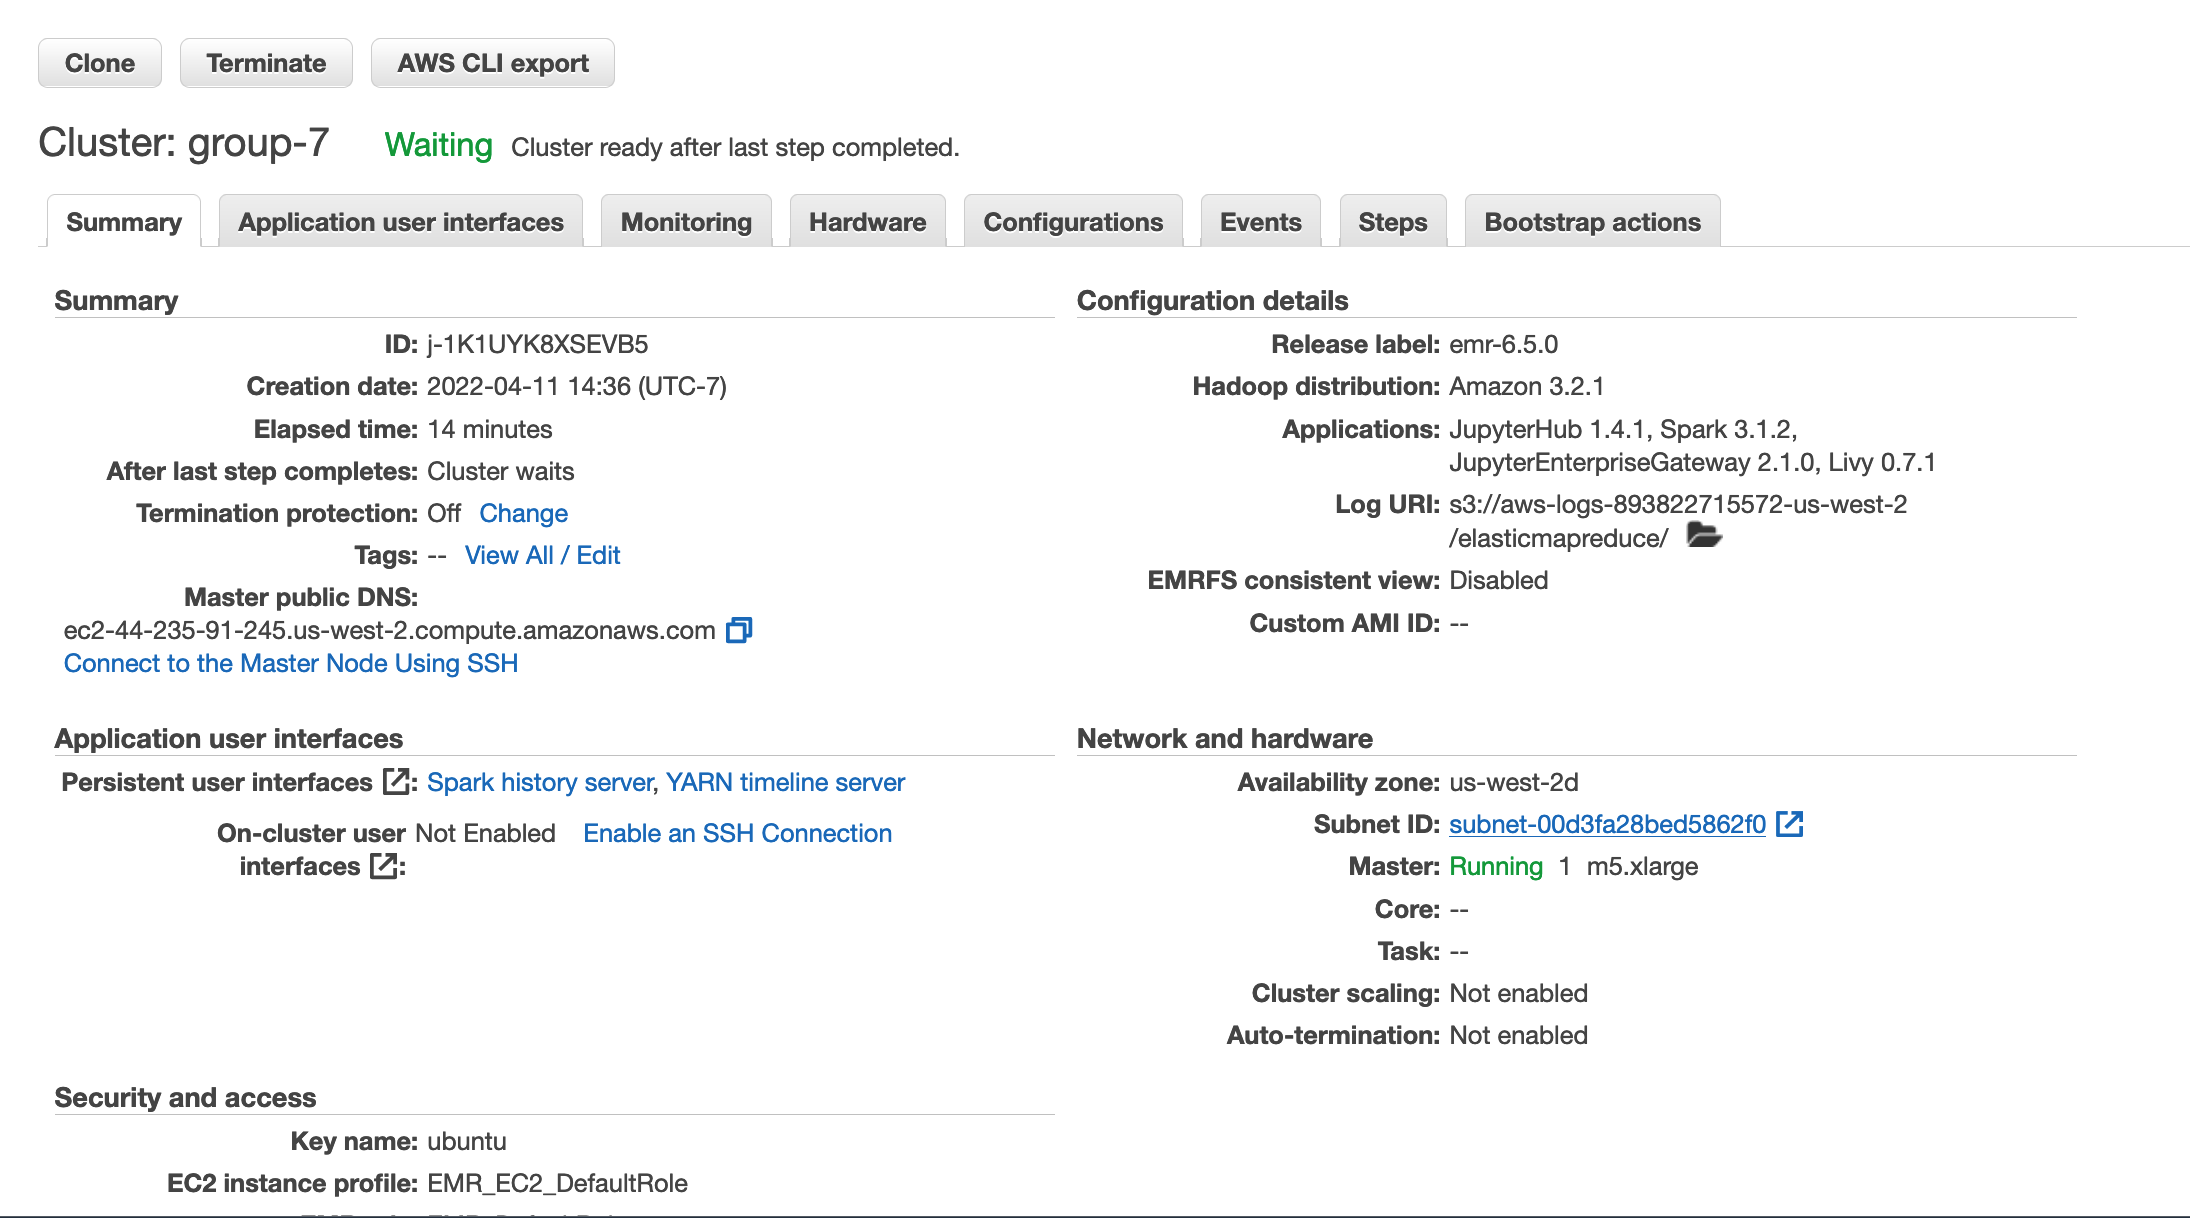 Clone Terminate AWS CLI export
Cluster: group-7 Waiting Cluster ready after last step completed.
Summary Application user interfaces Monitoring Hardware Configurations Events Steps Bootstrap actions
Summary
ID: j-1K1UYK8XSEVB5
Creation date: 2022-04-11 14:36 (UTC-7)
Elapsed time: 14 minutes
After last step completes: Cluster waits
Termination protection: Off Change
Tags: -- View All / Edit
Master public DNS:
ec2-44-235-91-245.us-west-2.compute.amazonaws.com
Connect to the Master Node Using SSH
Configuration details
Release label: emr-6.5.0
Hadoop distribution: Amazon 3.2.1
Applications: JupyterHub 1.4.1, Spark 3.1.2,
JupyterEnterpriseGateway 2.1.0, Livy 0.7.1
Log URI: s3://aws-logs-893822715572-us-west-2
/elasticmapreduce/
EMRFS consistent view: Disabled
Custom AMI ID: --
Application user interfaces
Persistent user interfaces : Spark history server, YARN timeline server
On-cluster user Not Enabled Enable an SSH Connection
interfaces :
Network and hardware
Availability zone: us-west-2d
Subnet ID: subnet-00d3fa28bed5862f0
Master: Running 1 m5.xlarge
Core: --
Task: --
Cluster scaling: Not enabled
Auto-termination: Not enabled
Security and access
Key name: ubuntu
EC2 instance profile: EMR_EC2_DefaultRole